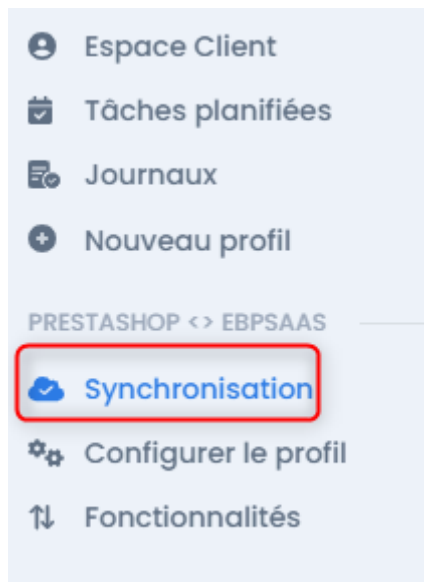 Espace Client
Tâches planifiées
Journaux
Nouveau profil
PRESTASHOP <> EBPSAAS
Synchronisation
Configurer le profil
Fonctionnalités